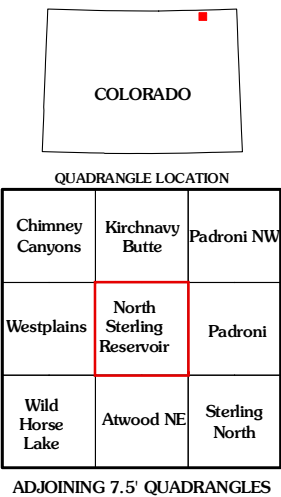 COLORADO
QUADRANGLE LOCATION
Chimney
Canyons
Kirchnavy
Butte
Padroni NW
Westplains
North
Sterling
Reservoir
Padroni
Wild
Horse
Lake
Atwood NE
Sterling
North
ADJOINING 7.5' QUADRANGLES